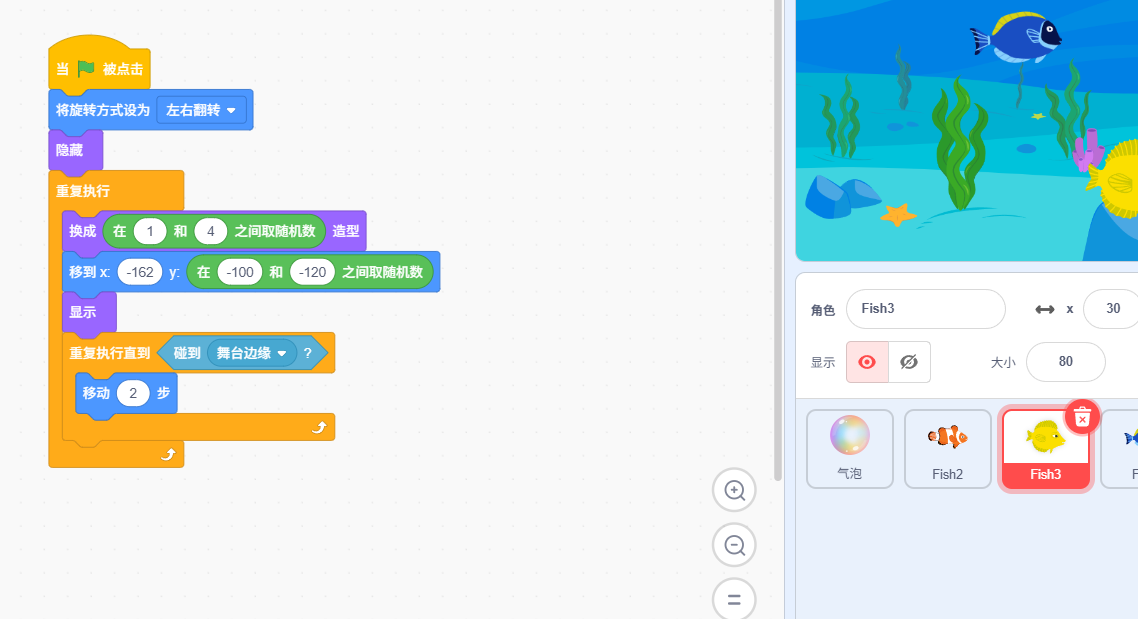 当 被点击
将旋转方式设为 左右翻转
隐藏
重复执行
换成 在 1 和 4 之间取随机数 造型
移到 x: -162 y: 在 -100 和 -120 之间取随机数
显示
重复执行直到 碰到 舞台边缘 ?
移动 2 步
角色 Fish3 x 30
显示 大小 80
气泡 Fish2 Fish3 F